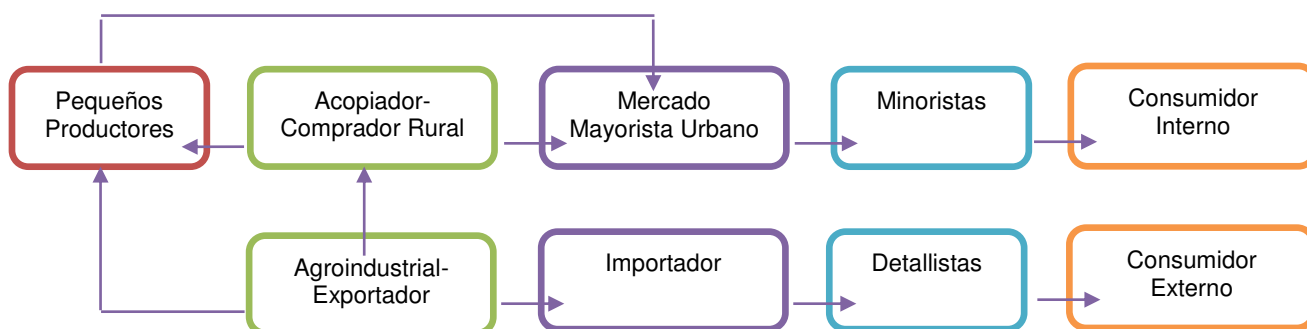 Pequeños
Productores
Acopiador-
Comprador Rural
Mercado
Mayorista Urbano
Minoristas
Consumidor
Interno
Agroindustrial-
Exportador
Importador
Detallistas
Consumidor
Externo